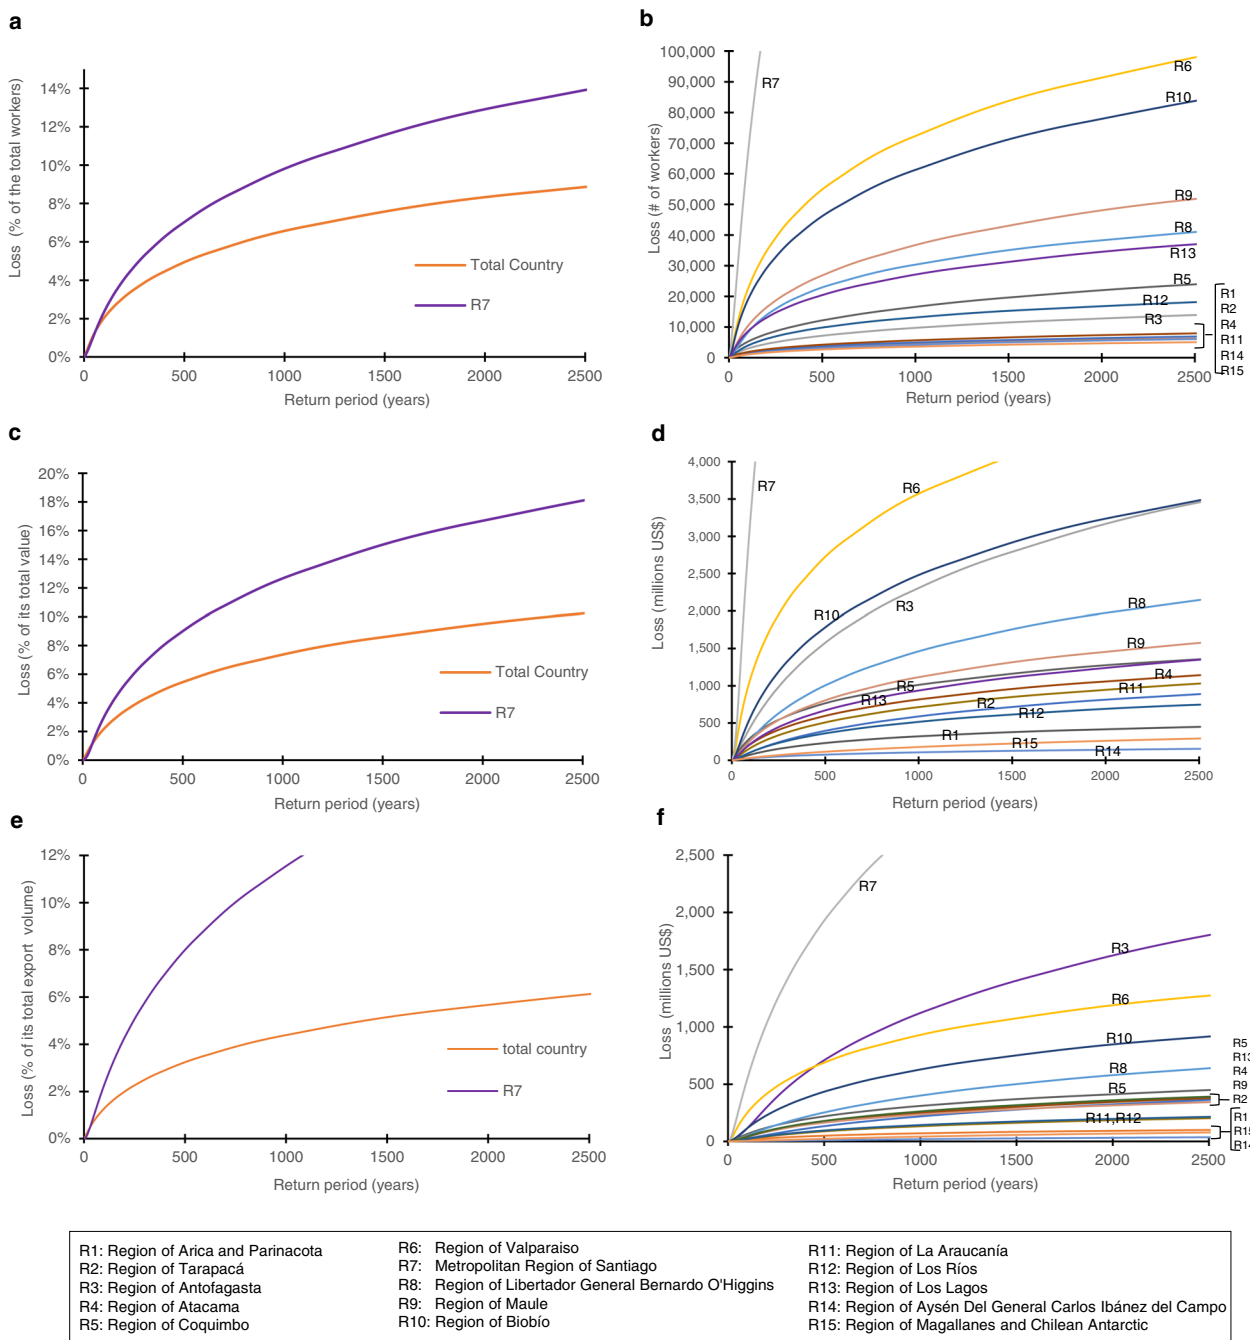 a
Loss (% of the total workers)
14%
12%
10%
8%
6%
4%
2%
0%
Total Country
R7
0 500 1000 1500 2000 2500
Return period (years)
b
Loss (# of workers)
100,000
90,000
80,000
70,000
60,000
50,000
40,000
30,000
20,000
10,000
0
R7
R6
R10
R9
R8
R13
R5
R12
R3
R1
R2
R4
R11
R14
R15
0 500 1000 1500 2000 2500
Return period (years)
c
Loss (% of its total value)
20%
18%
16%
14%
12%
10%
8%
6%
4%
2%
0%
Total Country
R7
0 500 1000 1500 2000 2500
Return period (years)
d
Loss (millions US$)
4,000
3,500
3,000
2,500
2,000
1,500
1,000
500
0
R7
R6
R10
R3
R8
R9
R5
R4
R13
R2
R11
R12
R1
R15
R14
0 500 1000 1500 2000 2500
Return period (years)
e
Loss (% of its total export volume)
12%
10%
8%
6%
4%
2%
0%
total country
R7
0 500 1000 1500 2000 2500
Return period (years)
f
Loss (millions US$)
2,500
2,000
1,500
1,000
500
0
R7
R3
R6
R10
R8
R5
R11,R12
R5
R13
R4
R9
R2
R1
R15
R14
0 500 1000 1500 2000 2500
Return period (years)
R1: Region of Arica and Parinacota
R2: Region of Tarapacá
R3: Region of Antofagasta
R4: Region of Atacama
R5: Region of Coquimbo
R6: Region of Valparaiso
R7: Metropolitan Region of Santiago
R8: Region of Libertador General Bernardo O'Higgins
R9: Region of Maule
R10: Region of Biobío
R11: Region of La Araucanía
R12: Region of Los Ríos
R13: Region of Los Lagos
R14: Region of Aysén Del General Carlos Ibánez del Campo
R15: Region of Magallanes and Chilean Antarctic